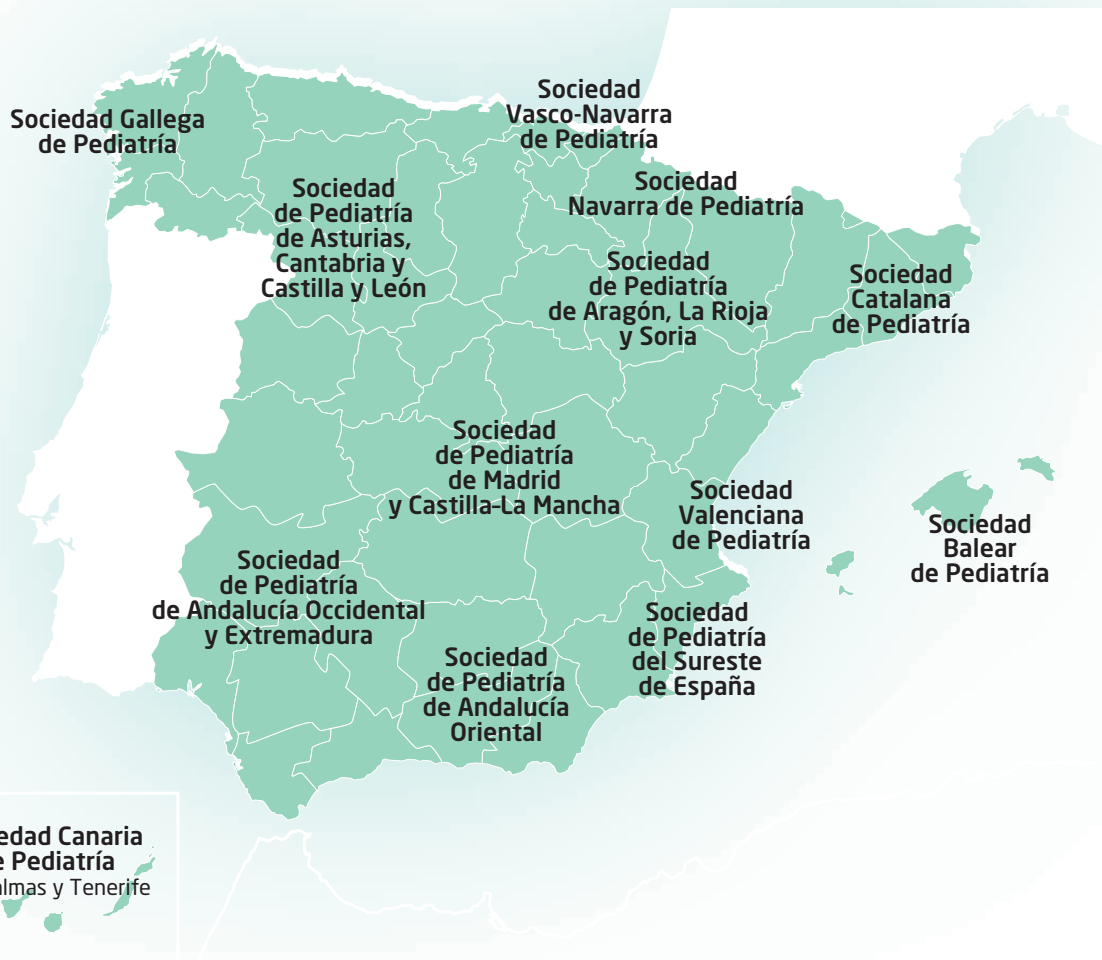 Sociedad Gallega
de Pediatría
Sociedad
Vasco-Navarra
de Pediatría
Sociedad
de Pediatría
de Asturias,
Cantabria y
Castilla y León
Sociedad
Navarra de Pediatría
Sociedad
de Pediatría
de Aragón, La Rioja
y Soria
Sociedad
Catalana
de Pediatría
Sociedad
de Pediatría
de Madrid
y Castilla-La Mancha
Sociedad
Valenciana
de Pediatría
Sociedad
Balear
de Pediatría
Sociedad
de Pediatría
de Andalucía Occidental
y Extremadura
Sociedad
de Pediatría
del Sureste
de España
Sociedad
de Pediatría
de Andalucía
Oriental
edad Canaria
e Pediatría
almas y Tenerife